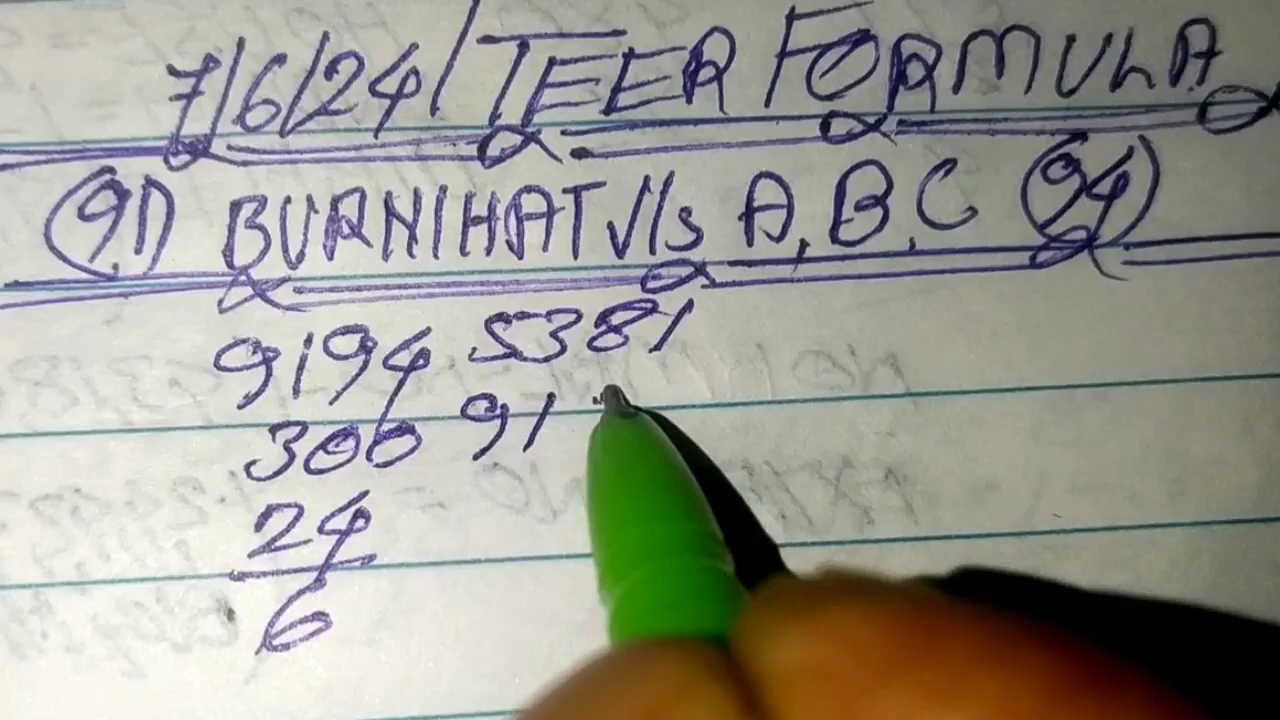 7/6/24/TEER FORMULA
(91) BURNIHAT V/s A,B,C (94)
9194 5381
300 91
24
6